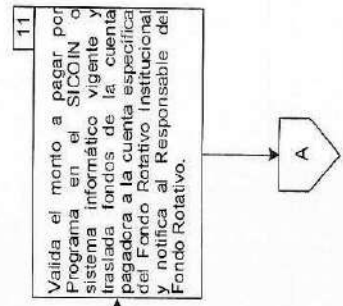 11
Valida el monto a pagar por
Programa en el SICOIN o
sistema informático vigente y
traslada fondos de la cuenta
pagadora a la cuenta específica
del Fondo Rotativo Institucional
y notifica al Responsable del
Fondo Rotativo.
A